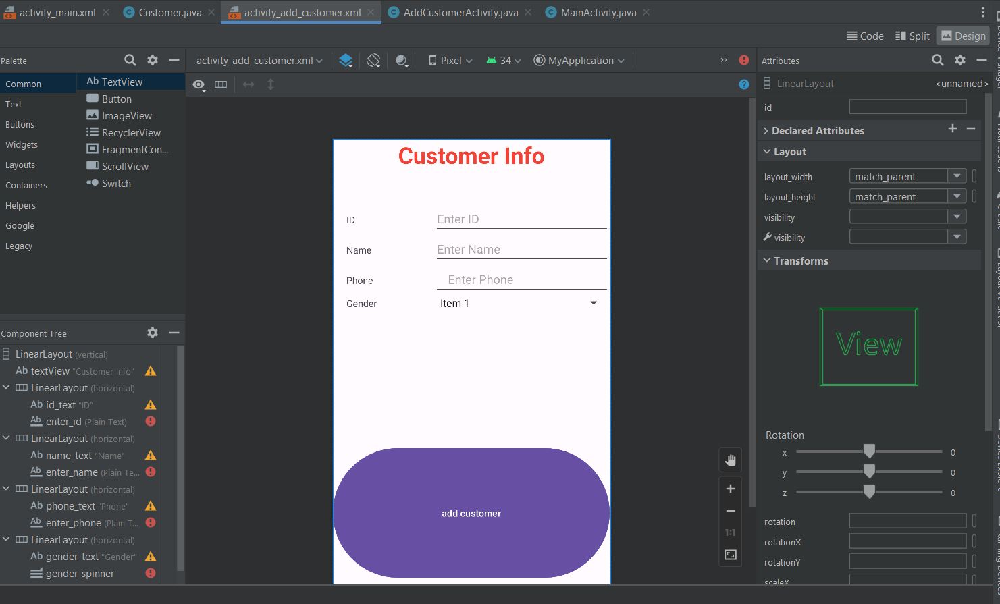 activity_main.xml
Customer.java
activity_add_customer.xml
AddCustomerActivity.java
MainActivity.java
Code
Split
Design
Palette
activity_add_customer.xml
Pixel
34
MyApplication
Attributes
Common
Text
Buttons
Widgets
Layouts
Containers
Helpers
Google
Legacy
Ab TextView
Button
ImageView
RecyclerView
FragmentCon...
ScrollView
Switch
LinearLayout
<unnamed>
id
Declared Attributes
Layout
layout_width match_parent
layout_height match_parent
visibility
visibility
Transforms
View
Rotation
x 0
y 0
z 0
rotation
rotationX
rotationY
scaleX
Customer Info
ID Enter ID
Name Enter Name
Phone Enter Phone
Gender Item 1
add customer
1:1
Component Tree
LinearLayout (vertical)
Ab textView "Customer Info"
LinearLayout (horizontal)
Ab id_text "ID"
Ab enter_id (Plain Text)
LinearLayout (horizontal)
Ab name_text "Name"
Ab enter_name (Plain Te...
LinearLayout (horizontal)
Ab phone_text "Phone"
Ab enter_phone (Plain T...
LinearLayout (horizontal)
Ab gender_text "Gender"
gender_spinner